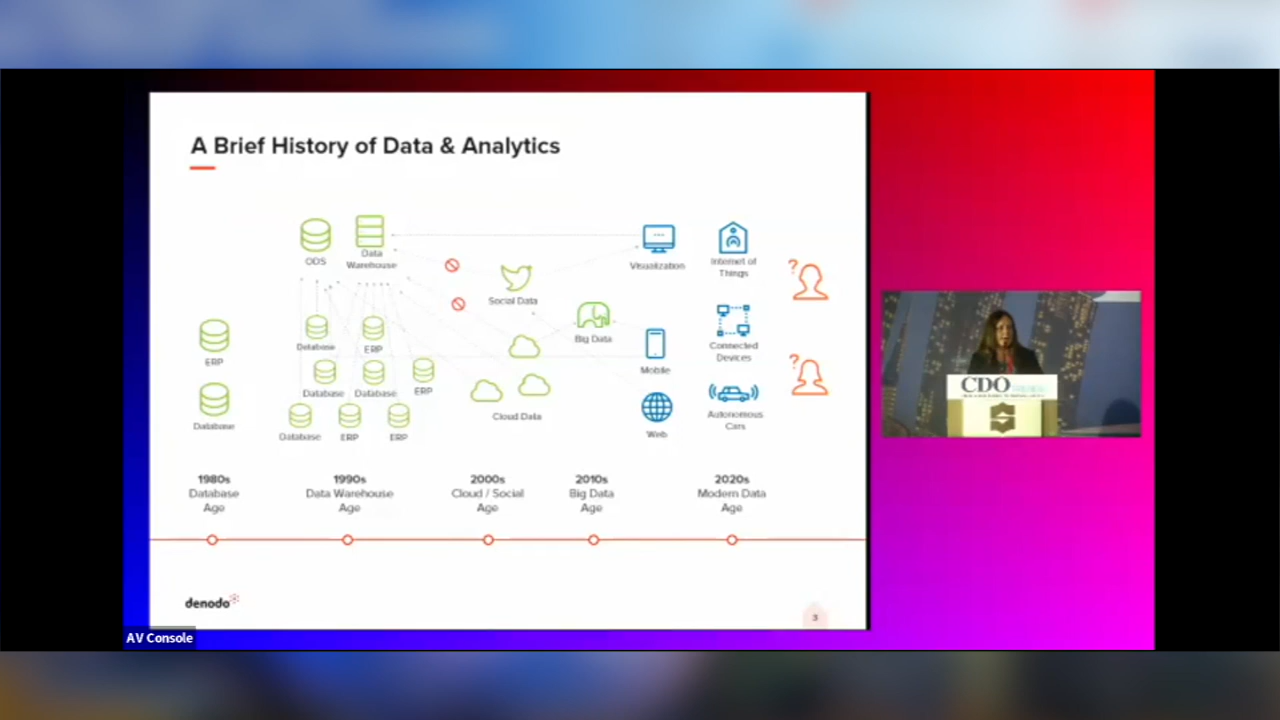 A Brief History of Data & Analytics
ODS
Data
Warehouse
Social Data
Visualization
Internet of
Things
?
Database
ERP
Big Data
ERP
Mobile
Connected
Devices
?
Database
Database
ERP
Database
Cloud Data
Autonomous
Cars
Database
ERP
ERP
Web
1980s
Database
Age
1990s
Data Warehouse
Age
2000s
Cloud / Social
Age
2010s
Big Data
Age
2020s
Modern Data
Age
denodo
3
CDO
AV Console